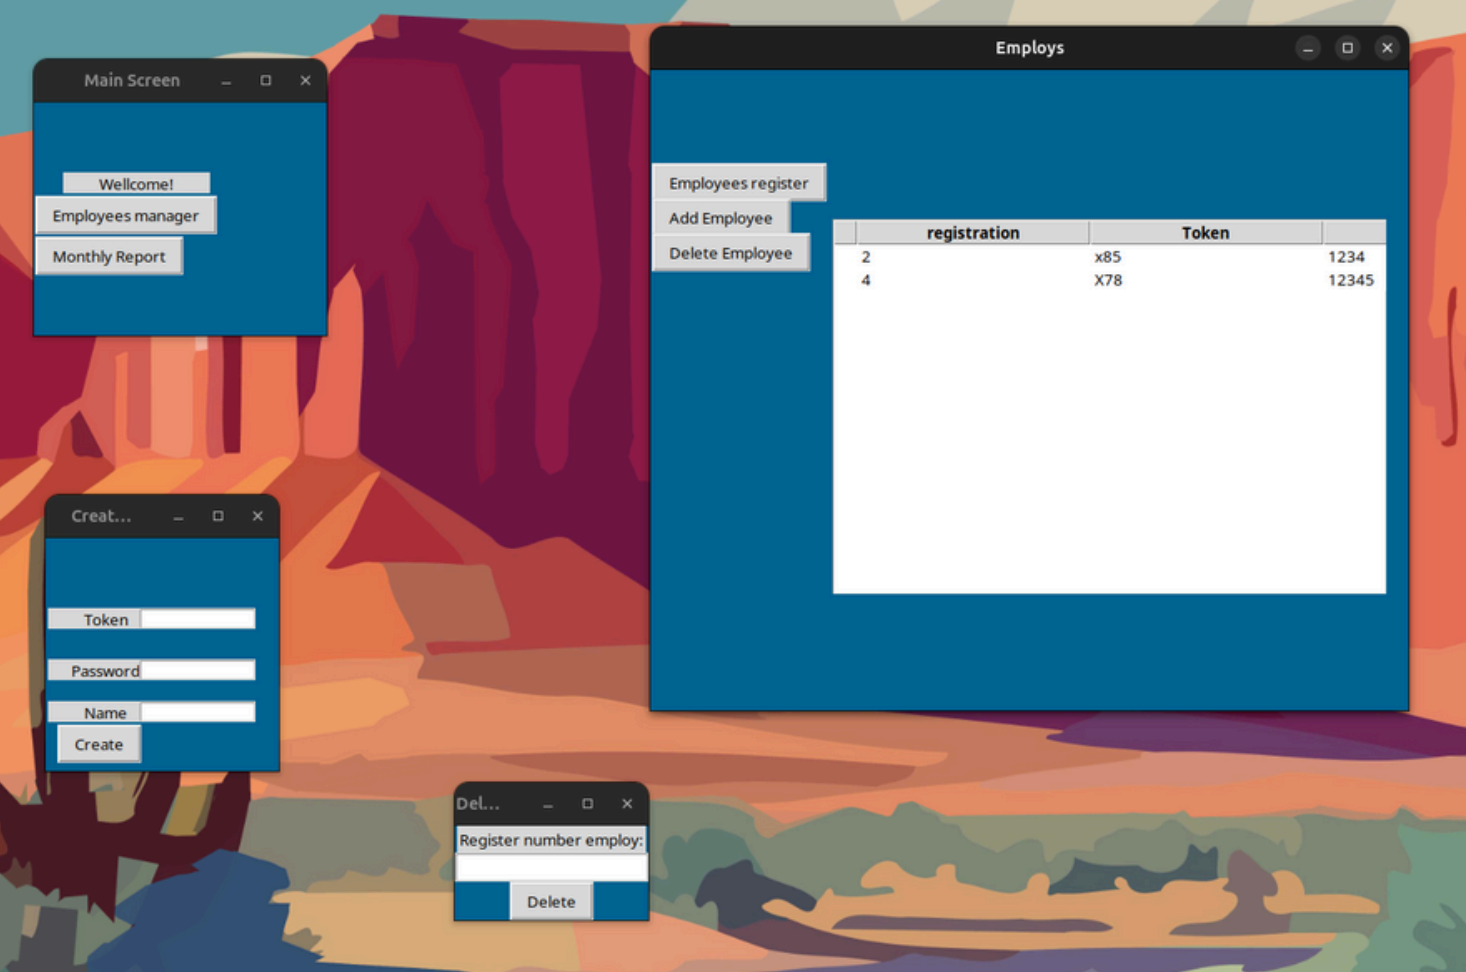 Main Screen
Wellcome!
Employees manager
Monthly Report
Employs
Employees register
Add Employee
Delete Employee
registration Token
2 x85 1234
4 X78 12345
Creat...
Token
Password
Name
Create
Del...
Register number employ:
Delete